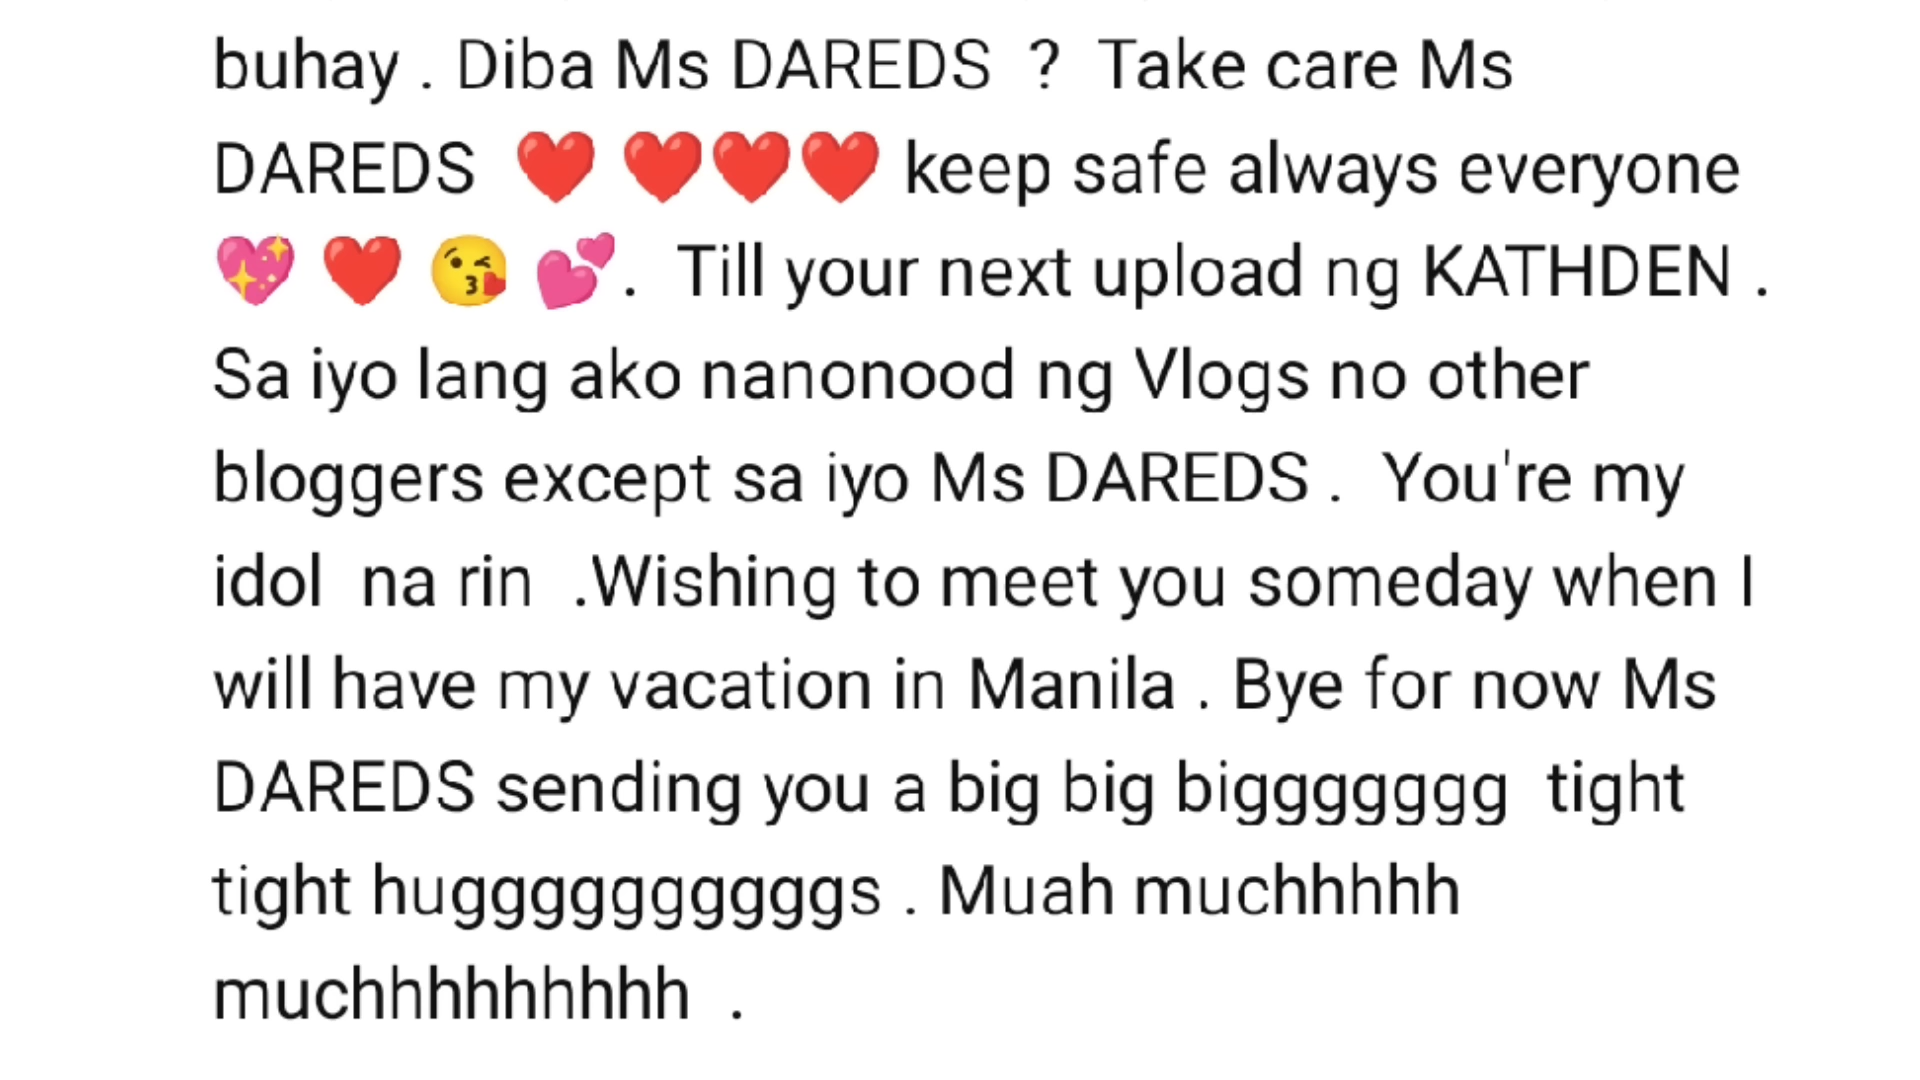 buhay . Diba Ms DAREDS ? Take care Ms
DAREDS ❤️ ❤️❤️❤️ keep safe always everyone
💖 ❤️ 😘 💕. Till your next upload ng KATHDEN .
Sa iyo lang ako nanonood ng Vlogs no other
bloggers except sa iyo Ms DAREDS . You're my
idol na rin .Wishing to meet you someday when I
will have my vacation in Manila . Bye for now Ms
DAREDS sending you a big big biggggggg tight
tight huggggggggggs . Muah muchhhhh
muchhhhhhhhh .